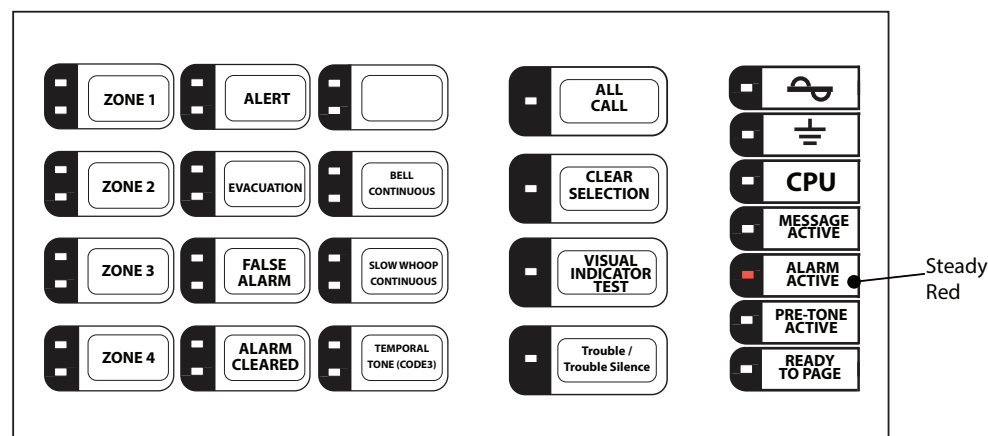 ZONE 1
ALERT
ALL
CALL
ZONE 2
EVACUATION
BELL
CONTINUOUS
CLEAR
SELECTION
CPU
MESSAGE
ACTIVE
ZONE 3
FALSE
ALARM
SLOW WHOOP
CONTINUOUS
VISUAL
INDICATOR
TEST
ALARM
ACTIVE
Steady
Red
PRE-TONE
ACTIVE
ZONE 4
ALARM
CLEARED
TEMPORAL
TONE (CODE3)
Trouble /
Trouble Silence
READY
TO PAGE